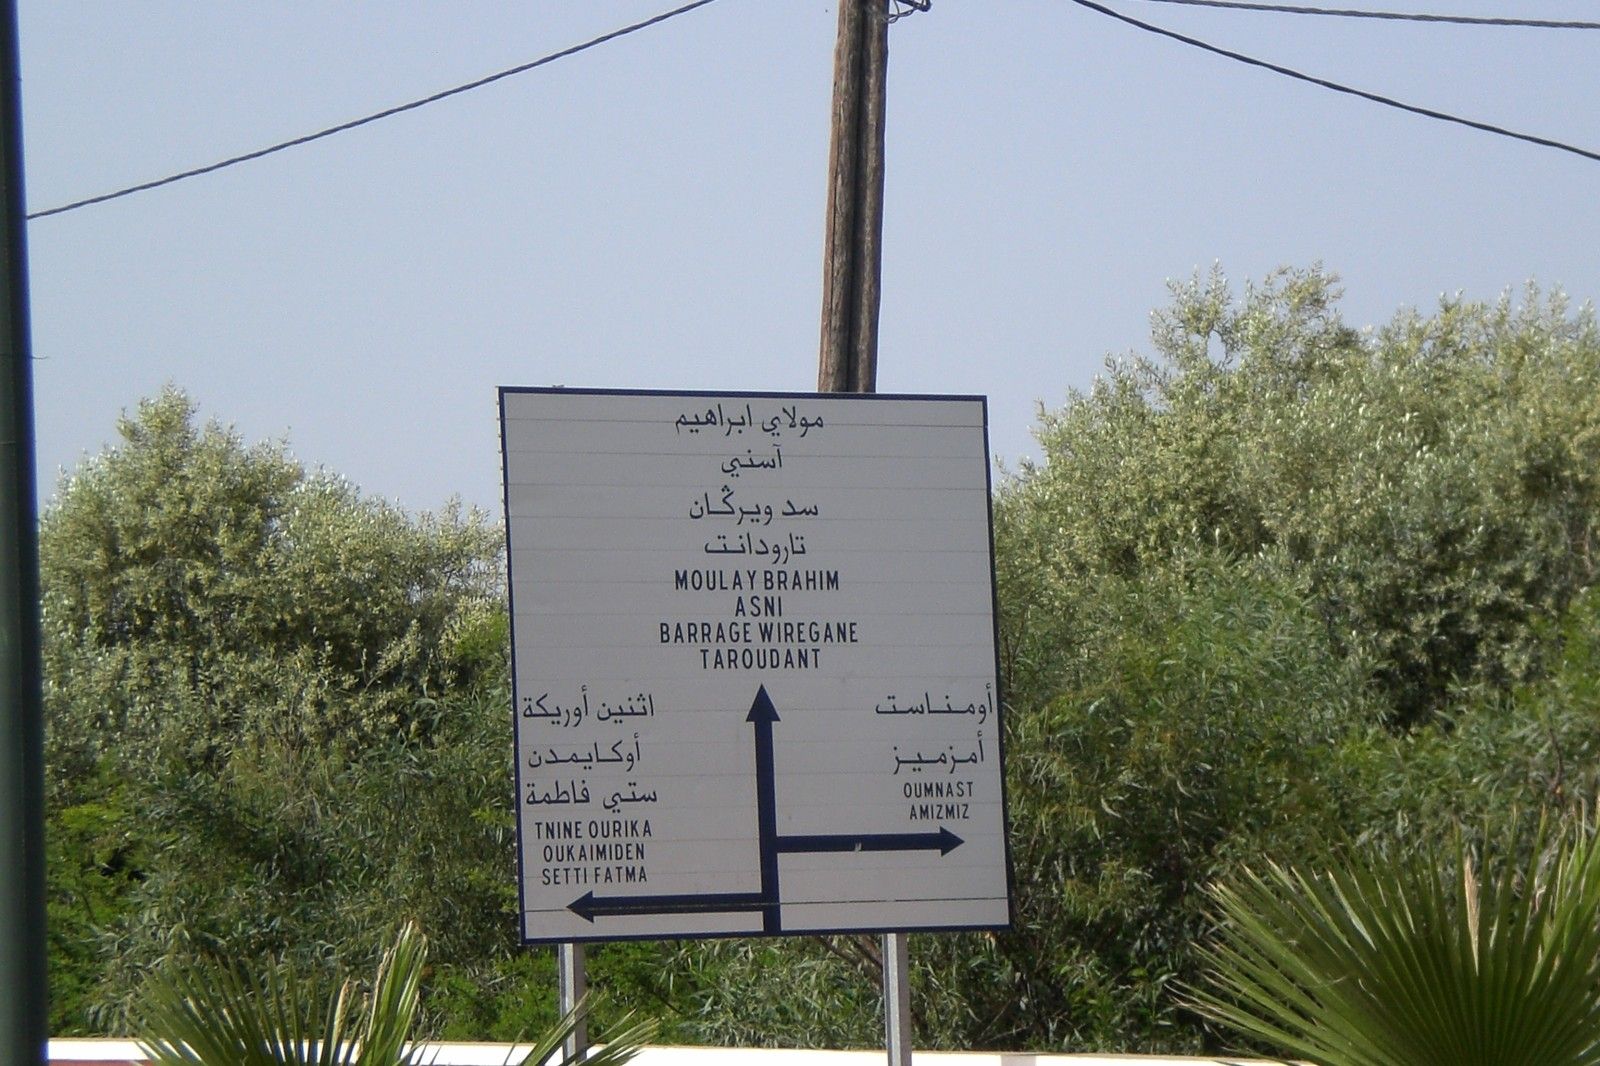 مولاي ابراهيم
آسني
سد ويرڭان
تارودانت
MOULAY BRAHIM
ASNI
BARRAGE WIREGANE
TAROUDANT
اثنين أوريكة
أوكايمدن
ستي فاطمة
TNINE OURIKA
OUKAIMIDEN
SETTI FATMA
أومناست
أمزميز
OUMNAST
AMIZMIZ